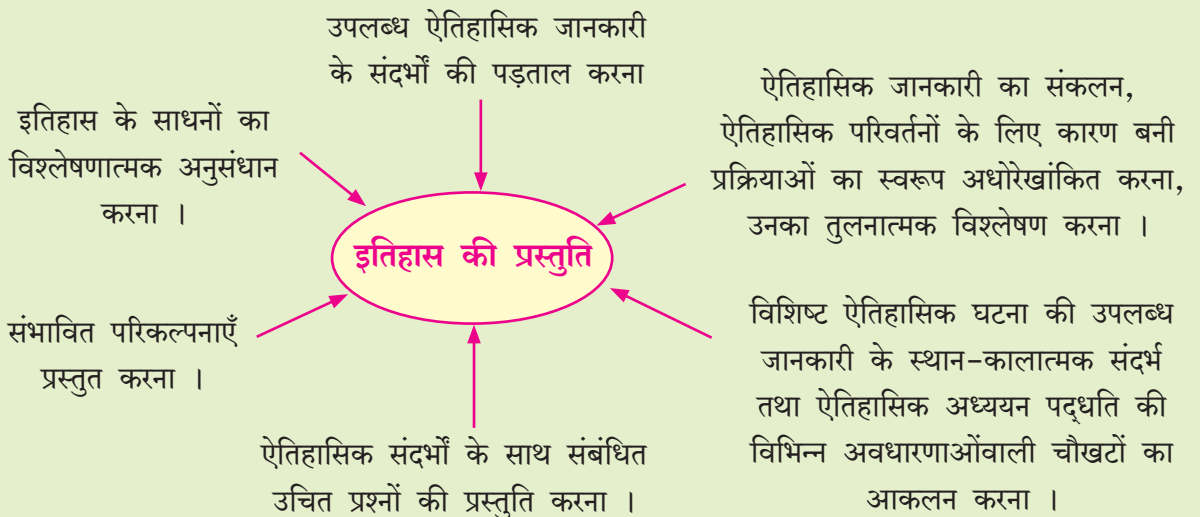 उपलब्ध ऐतिहासिक जानकारी
के संदर्भों की पड़ताल करना
इतिहास के साधनों का
विश्लेषणात्मक अनुसंधान
करना ।
ऐतिहासिक जानकारी का संकलन,
ऐतिहासिक परिवर्तनों के लिए कारण बनी
प्रक्रियाओं का स्वरूप अधोरेखांकित करना,
उनका तुलनात्मक विश्लेषण करना ।
इतिहास की प्रस्तुति
संभावित परिकल्पनाएँ
प्रस्तुत करना ।
विशिष्ट ऐतिहासिक घटना की उपलब्ध
जानकारी के स्थान-कालात्मक संदर्भ
तथा ऐतिहासिक अध्ययन पद्धति की
विभिन्न अवधारणाओंवाली चौखटों का
आकलन करना ।
ऐतिहासिक संदर्भों के साथ संबंधित
उचित प्रश्नों की प्रस्तुति करना ।